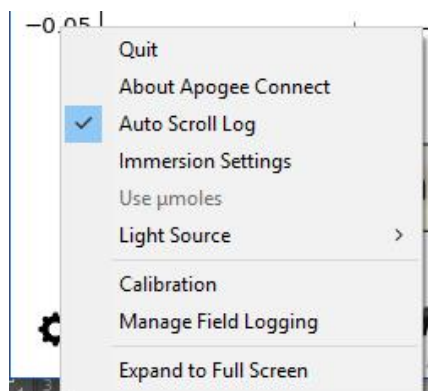 −0.05
Quit
About Apogee Connect
Auto Scroll Log
Immersion Settings
Use µmoles
Light Source
Calibration
Manage Field Logging
Expand to Full Screen
3